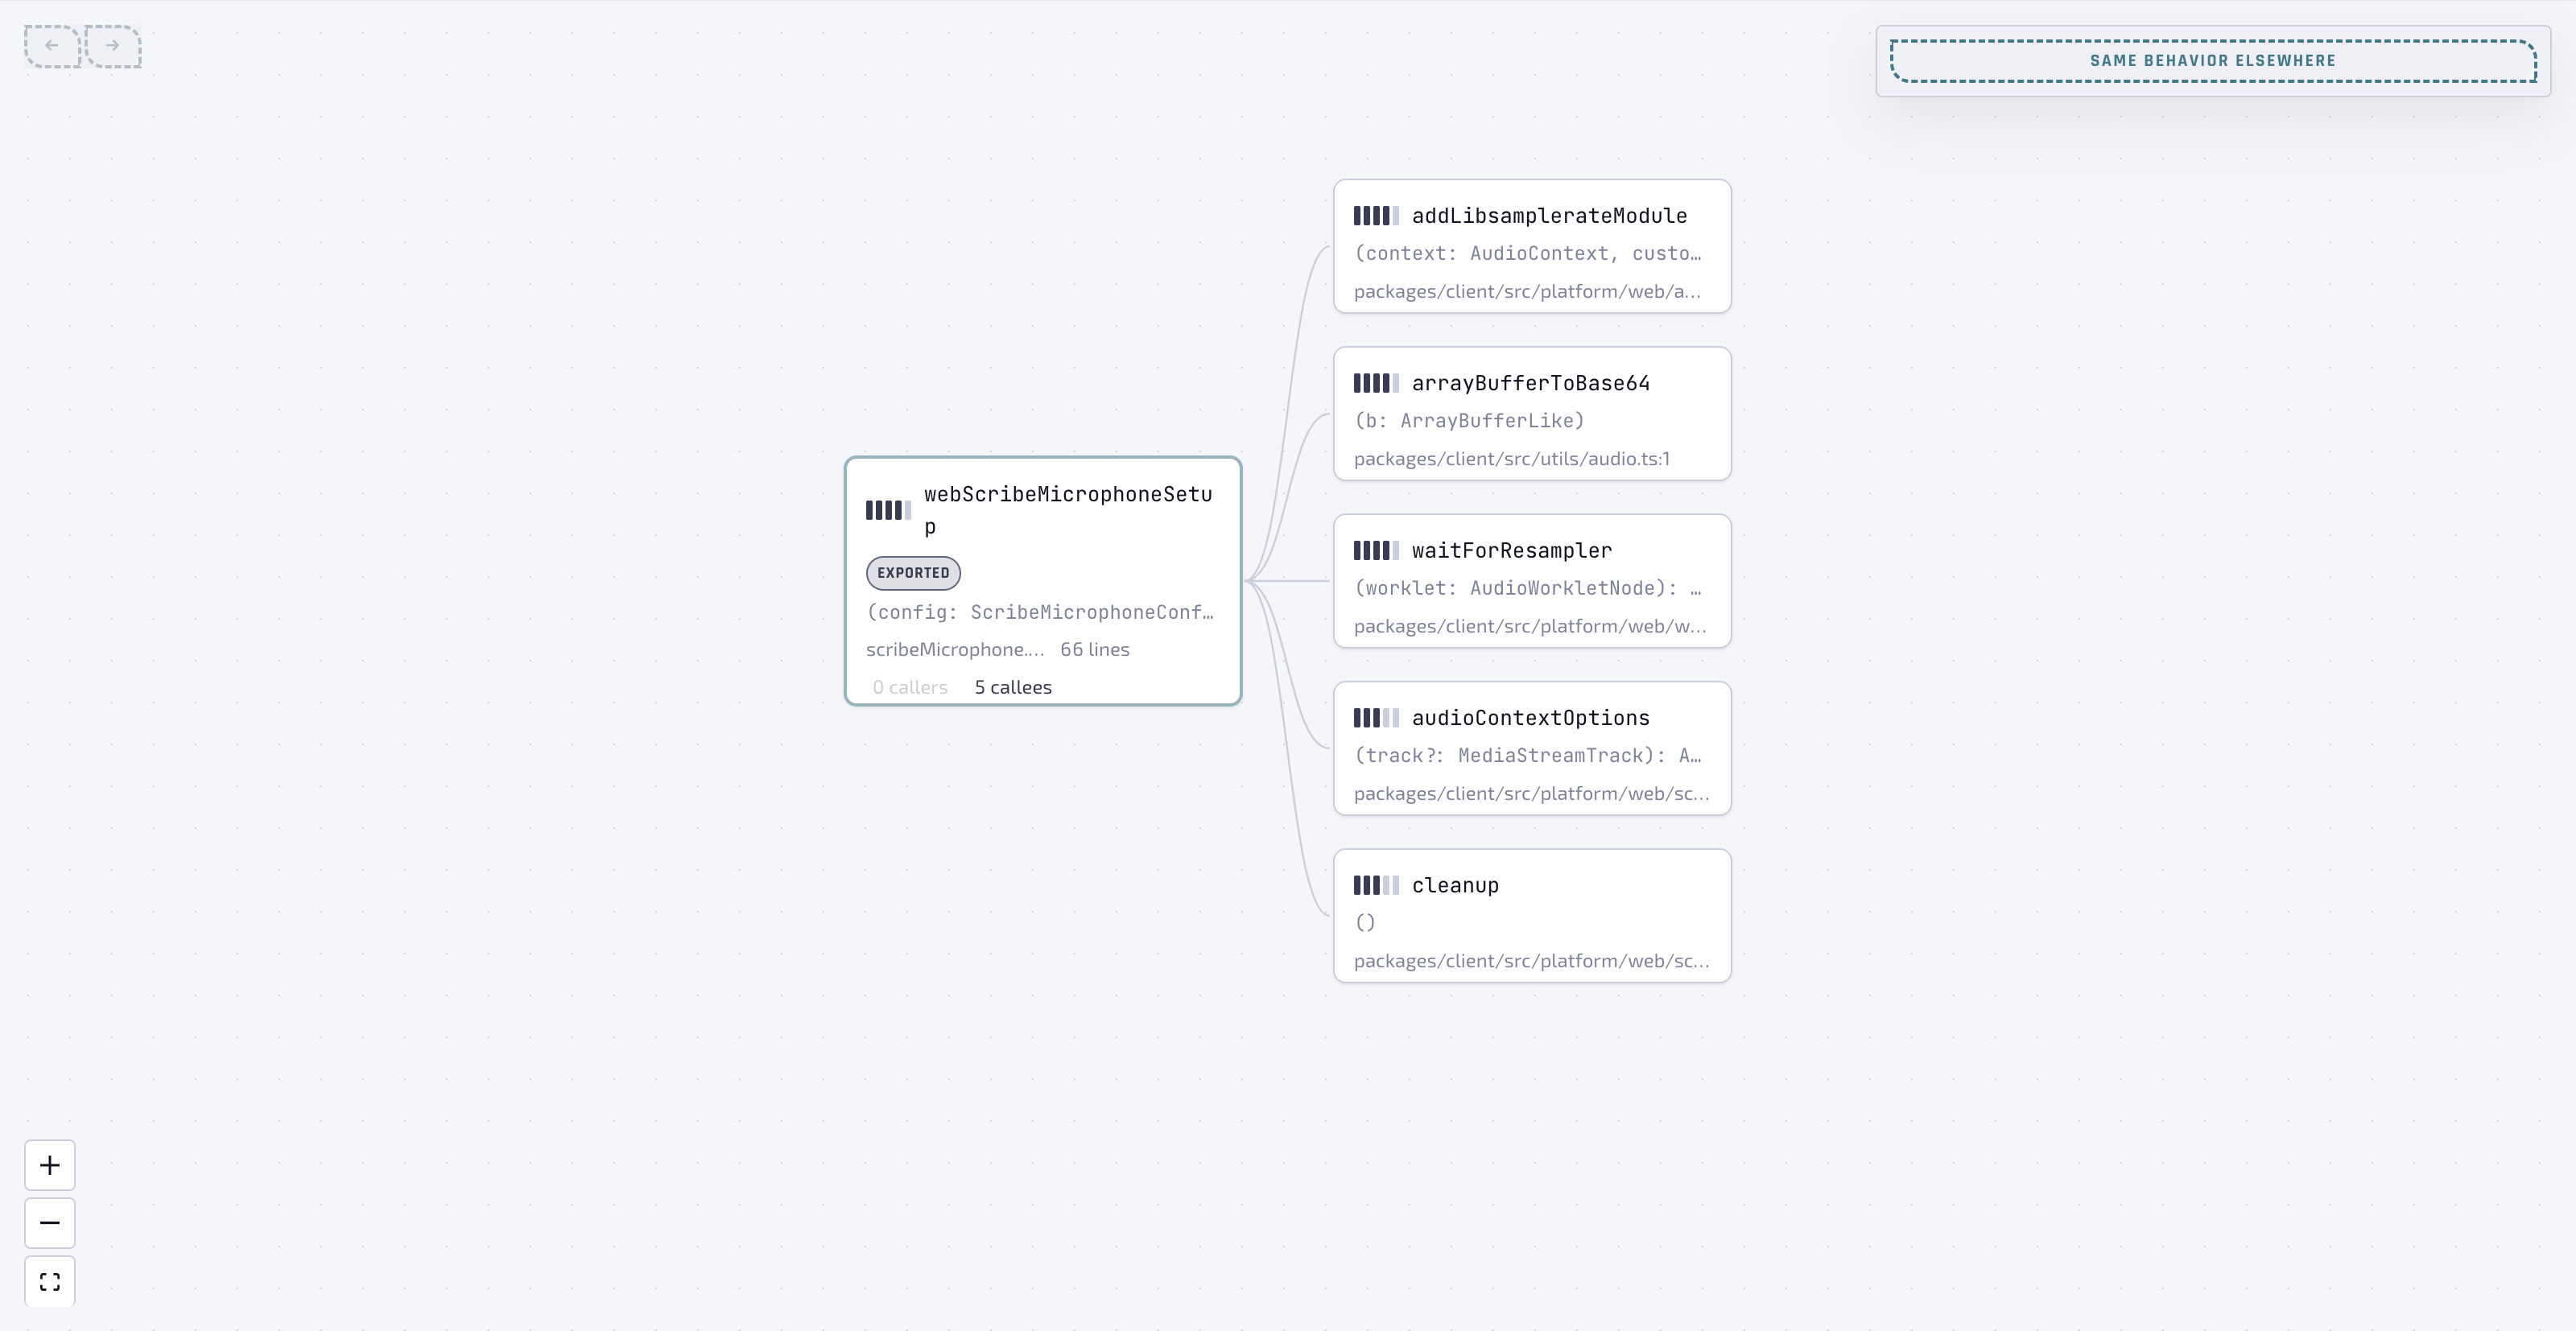 SAME BEHAVIOR ELSEWHERE
webScribeMicrophoneSetu
p
EXPORTED
(config: ScribeMicrophoneConf…
scribeMicrophone.… 66 lines
0 callers 5 callees
addLibsamplerateModule
(context: AudioContext, custo…
packages/client/src/platform/web/a…
arrayBufferToBase64
(b: ArrayBufferLike)
packages/client/src/utils/audio.ts:1
waitForResampler
(worklet: AudioWorkletNode): …
packages/client/src/platform/web/w…
audioContextOptions
(track?: MediaStreamTrack): A…
packages/client/src/platform/web/sc…
cleanup
()
packages/client/src/platform/web/sc…